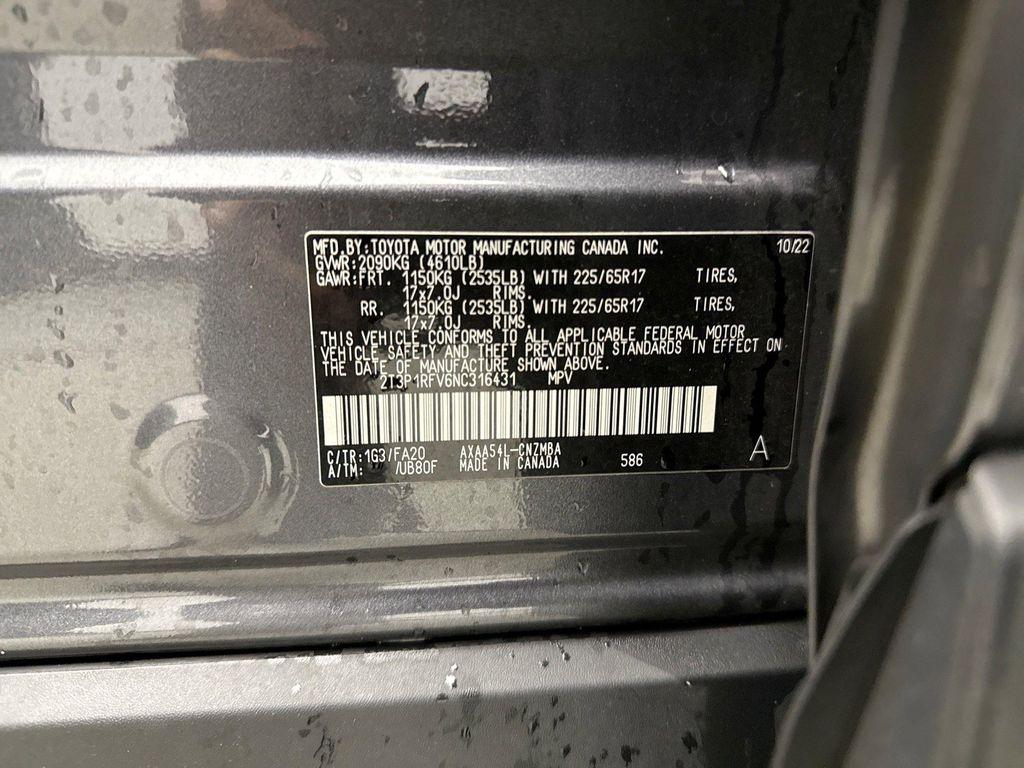 MFD.BY:TOYOTA MOTOR MANUFACTURING CANADA INC. 10/22
GVWR:2090KG (4610LB)
GAWR:FRT. 1150KG (2535LB) WITH 225/65R17 TIRES,
17x7.0J RIMS.
RR. 1150KG (2535LB) WITH 225/65R17 TIRES,
17x7.0J RIMS.
THIS VEHICLE CONFORMS TO ALL APPLICABLE FEDERAL MOTOR
VEHICLE SAFETY AND THEFT PREVENTION STANDARDS IN EFFECT ON
THE DATE OF MANUFACTURE SHOWN ABOVE.
2T3P1RFV6NC316431 MPV
C/TR:1G3/FA20 AXAA54L-CNZMBA
A/TM: /UB80F MADE IN CANADA 586 A